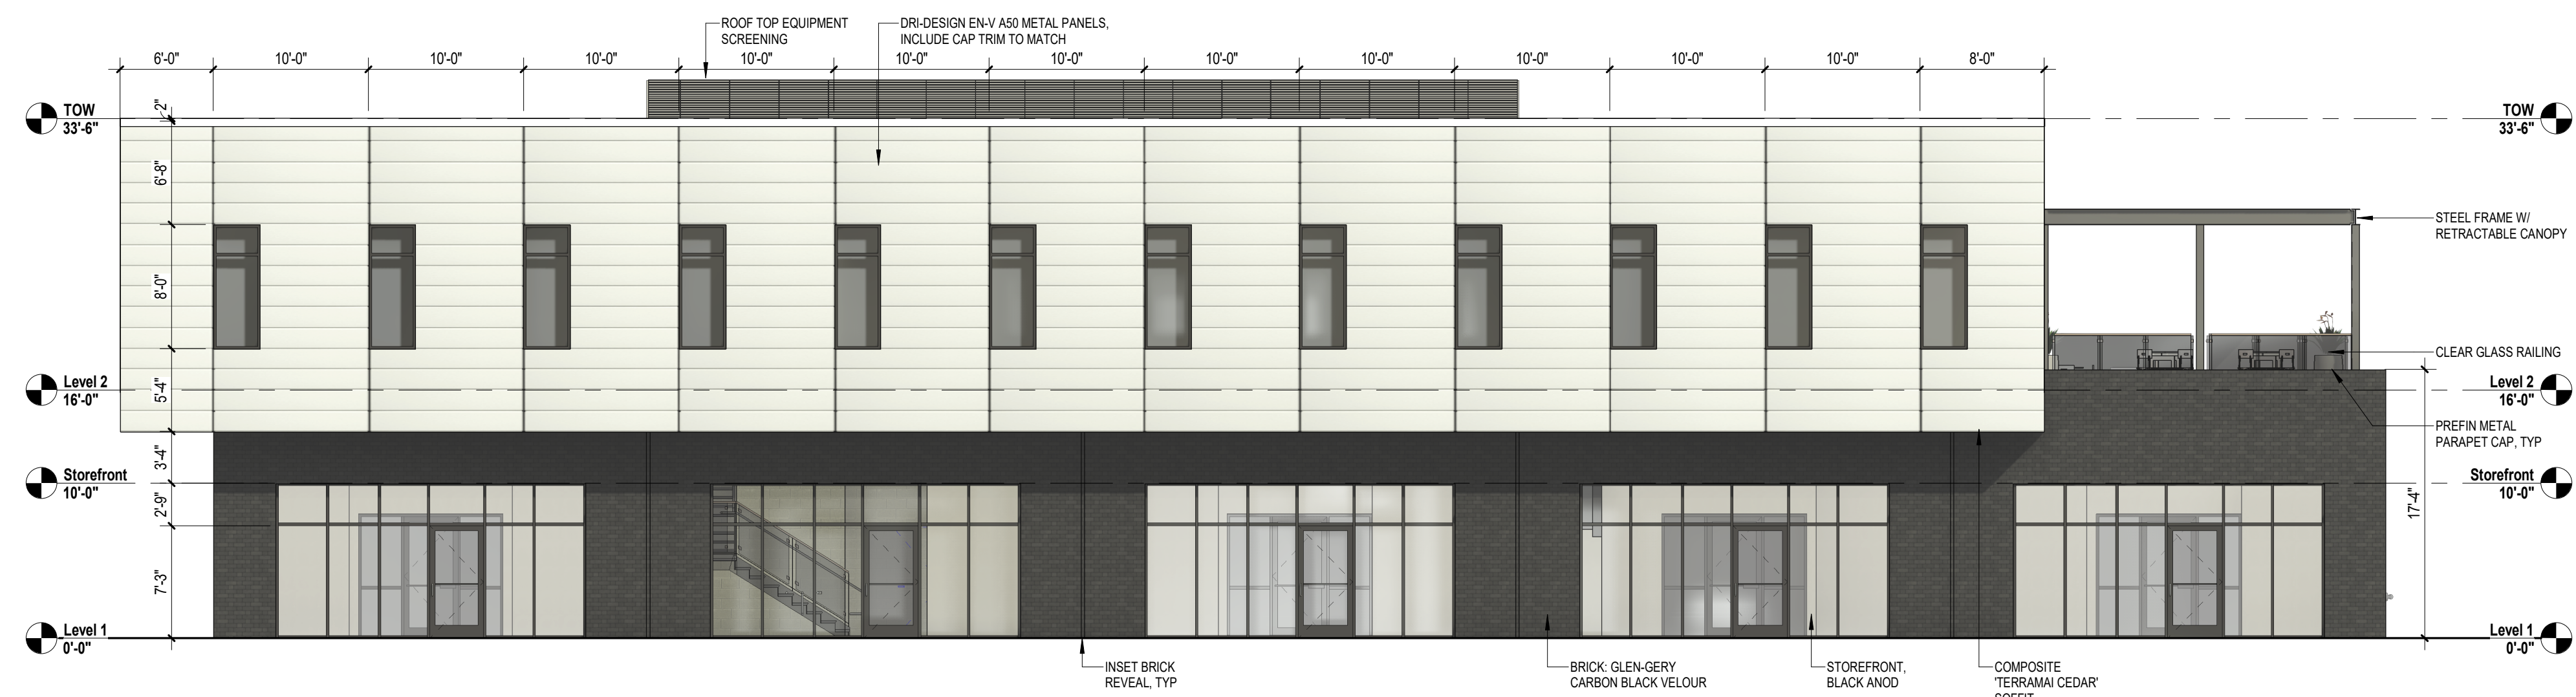 ROOF TOP EQUIPMENT
SCREENING
DRI-DESIGN EN-V A50 METAL PANELS,
INCLUDE CAP TRIM TO MATCH
6'-0" 10'-0" 10'-0" 10'-0" 10'-0" 10'-0" 10'-0" 10'-0" 10'-0" 10'-0" 10'-0" 10'-0" 8'-0"
TOW
33'-6"
2"
TOW
33'-6"
6'-8"
STEEL FRAME W/
RETRACTABLE CANOPY
8'-0"
CLEAR GLASS RAILING
Level 2
16'-0"
5'-4"
Level 2
16'-0"
PREFIN METAL
PARAPET CAP, TYP
3'-4"
Storefront
10'-0"
Storefront
10'-0"
2'-9"
17'-4"
7'-3"
Level 1
0'-0"
Level 1
0'-0"
INSET BRICK
REVEAL, TYP
BRICK: GLEN-GERY
CARBON BLACK VELOUR
STOREFRONT,
BLACK ANOD
COMPOSITE
'TERRAMAI CEDAR'